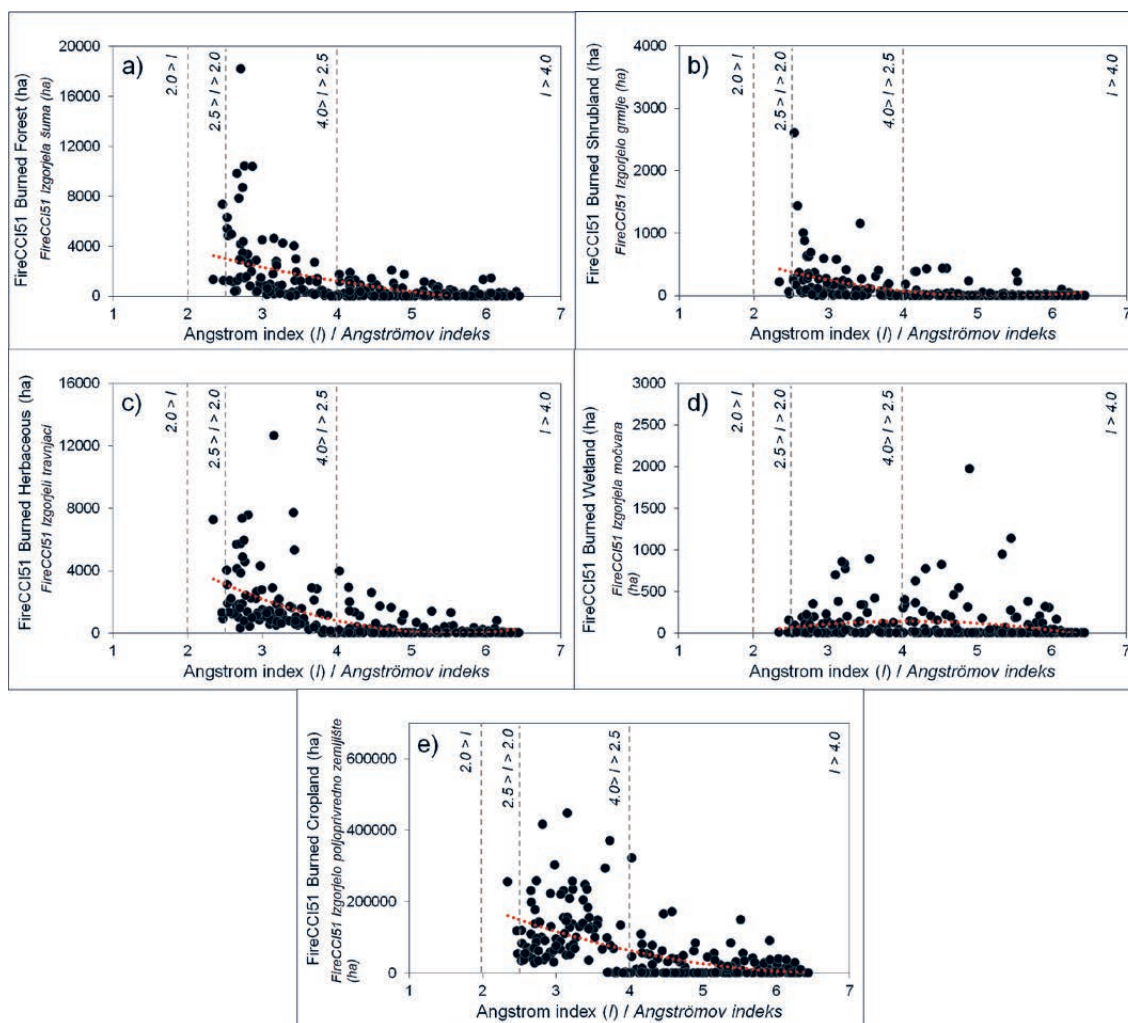 a)
FireCCI51 Burned Forest (ha)
FireCCI51 Izgorjela šuma (ha)
20000
16000
12000
8000
4000
0
2.0 > I
2.5 > I > 2.0
4.0> I > 2.5
I > 4.0
1 2 3 4 5 6 7
Angstrom index (I) / Angströmov indeks
b)
FireCCI51 Burned Shrubland (ha)
FireCCI51 Izgorjelo grmlje (ha)
4000
3000
2000
1000
0
2.0 > I
2.5 > I > 2.0
4.0> I > 2.5
I > 4.0
1 2 3 4 5 6 7
Angstrom index (I) / Angströmov indeks
c)
FireCCI51 Burned Herbaceous (ha)
FireCCI51 Izgorjeli travnjaci
16000
12000
8000
4000
0
2.0 > I
2.5 > I > 2.0
4.0> I > 2.5
I > 4.0
1 2 3 4 5 6 7
Angstrom index (I) / Angströmov indeks
d)
FireCCI51 Burned Wetland (ha)
FireCCI51 Izgorjela močvara
(ha)
3000
2500
2000
1500
1000
500
0
2.0 > I
2.5 > I > 2.0
4.0> I > 2.5
I > 4.0
1 2 3 4 5 6 7
Angstrom index (I) / Angströmov indeks
e)
FireCCI51 Burned Cropland (ha)
FireCCI51 Izgorjelo poljoprivredno zemljište
(ha)
600000
400000
200000
0
2.0 > I
2.5 > I > 2.0
4.0> I > 2.5
I > 4.0
1 2 3 4 5 6 7
Angstrom index (I) / Angströmov indeks